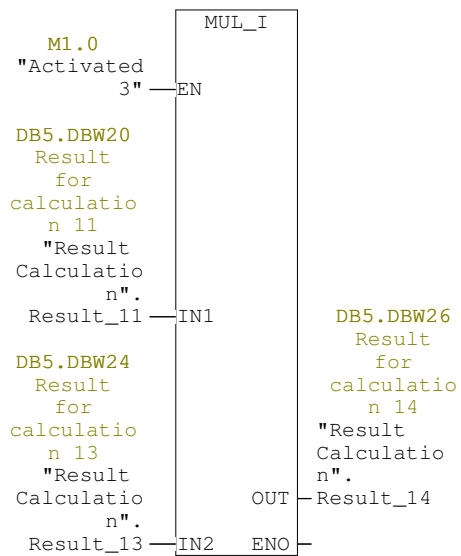 MUL_I
M1.0
"Activated
3"
EN
DB5.DBW20
Result
for
calculatio
n 11
"Result
Calculatio
n".
Result_11
IN1
DB5.DBW24
Result
for
calculatio
n 13
"Result
Calculatio
n".
Result_13
IN2
DB5.DBW26
Result
for
calculatio
n 14
"Result
Calculatio
n".
OUT
Result_14
ENO